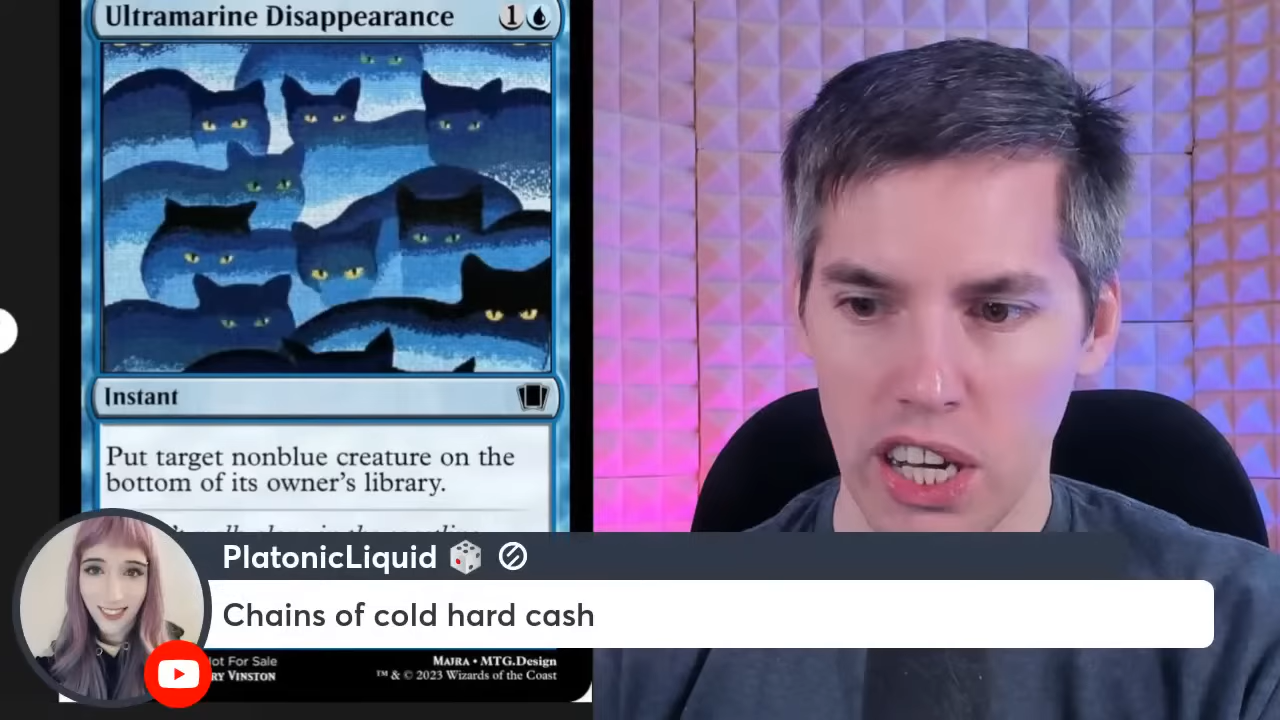 Ultramarine Disappearance 1
Instant
Put target nonblue creature on the
bottom of its owner's library.
PlatonicLiquid
Chains of cold hard cash
For Sale
MAJRA • MTG.Design
VINSTON
™ & © 2023 Wizards of the Coast